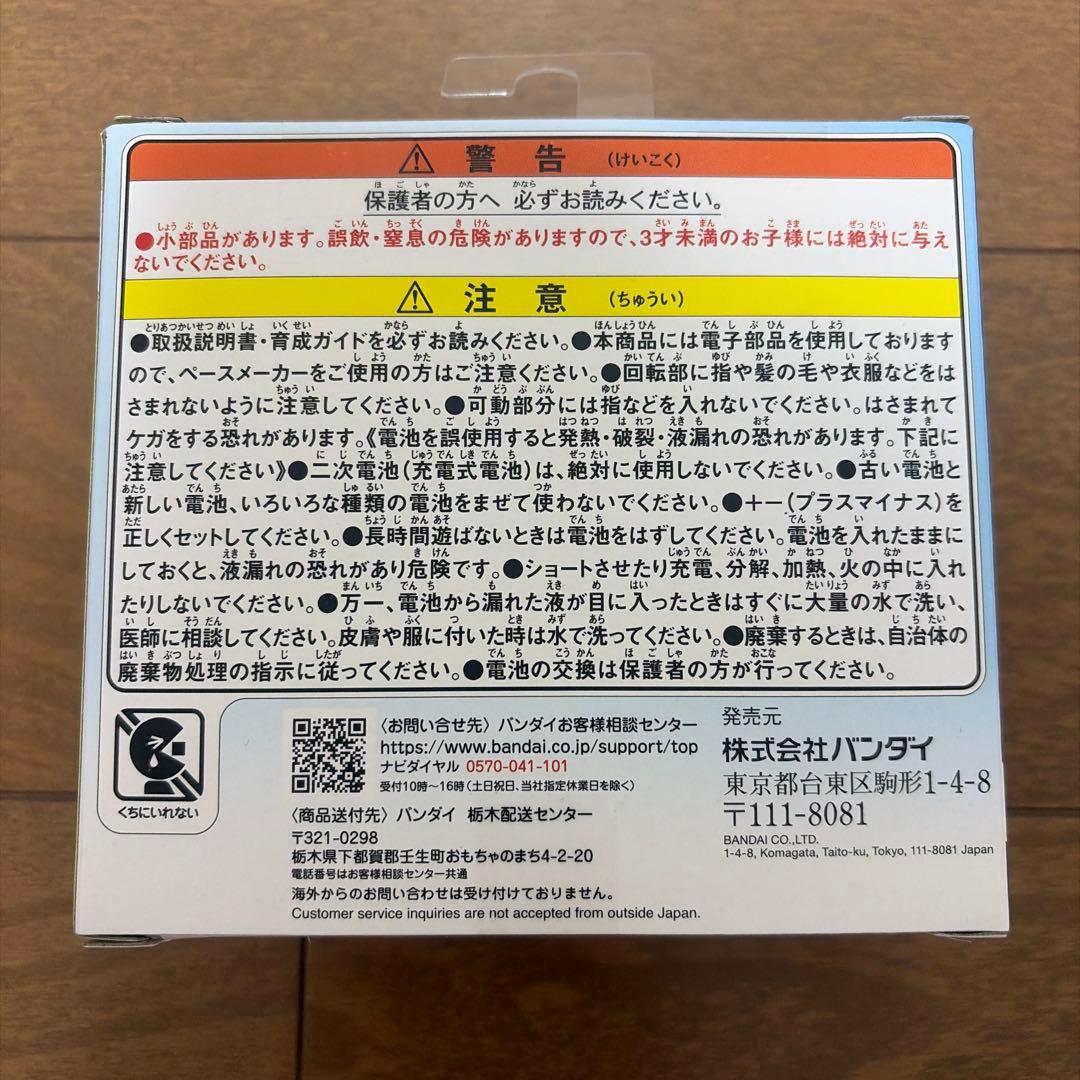 警告 (けいこく)
保護者の方へ 必ずお読みください。
●小部品があります。誤飲・窒息の危険がありますので、3才未満のお子様には絶対に与え
ないでください。
注意 (ちゅうい)
●取扱説明書・育成ガイドを必ずお読みください。●本商品には電子部品を使用しております
ので、ペースメーカーをご使用の方はご注意ください。●回転部に指や髪の毛や衣服などをは
さまれないように注意してください。●可動部分には指などを入れないでください。はさまれて
ケガをする恐れがあります。《電池を誤使用すると発熱・破裂・液漏れの恐れがあります。下記に
注意してください》●二次電池(充電式電池)は、絶対に使用しないでください。●古い電池と
新しい電池、いろいろな種類の電池をまぜて使わないでください。●+-(プラスマイナス)を
正しくセットしてください。●長時間遊ばないときは電池をはずしてください。電池を入れたままに
しておくと、液漏れの恐れがあり危険です。●ショートさせたり充電、分解、加熱、火の中に入れ
たりしないでください。●万一、電池から漏れた液が目に入ったときはすぐに大量の水で洗い、
医師に相談してください。皮膚や服に付いた時は水で洗ってください。●廃棄するときは、自治体の
廃棄物処理の指示に従ってください。●電池の交換は保護者の方が行ってください。
くちにいれない
〈お問い合せ先〉バンダイお客様相談センター
https://www.bandai.co.jp/support/top
ナビダイヤル 0570-041-101
受付10時~16時(土日祝日、当社指定休業日を除く)
〈商品送付先〉バンダイ 栃木配送センター
〒321-0298
栃木県下都賀郡壬生町おもちゃのまち4-2-20
電話番号はお客様相談センター共通
海外からのお問い合わせは受け付けておりません。
Customer service inquiries are not accepted from outside Japan.
発売元
株式会社バンダイ
東京都台東区駒形1-4-8
〒111-8081
BANDAI CO.,LTD.
1-4-8, Komagata, Taito-ku, Tokyo, 111-8081 Japan